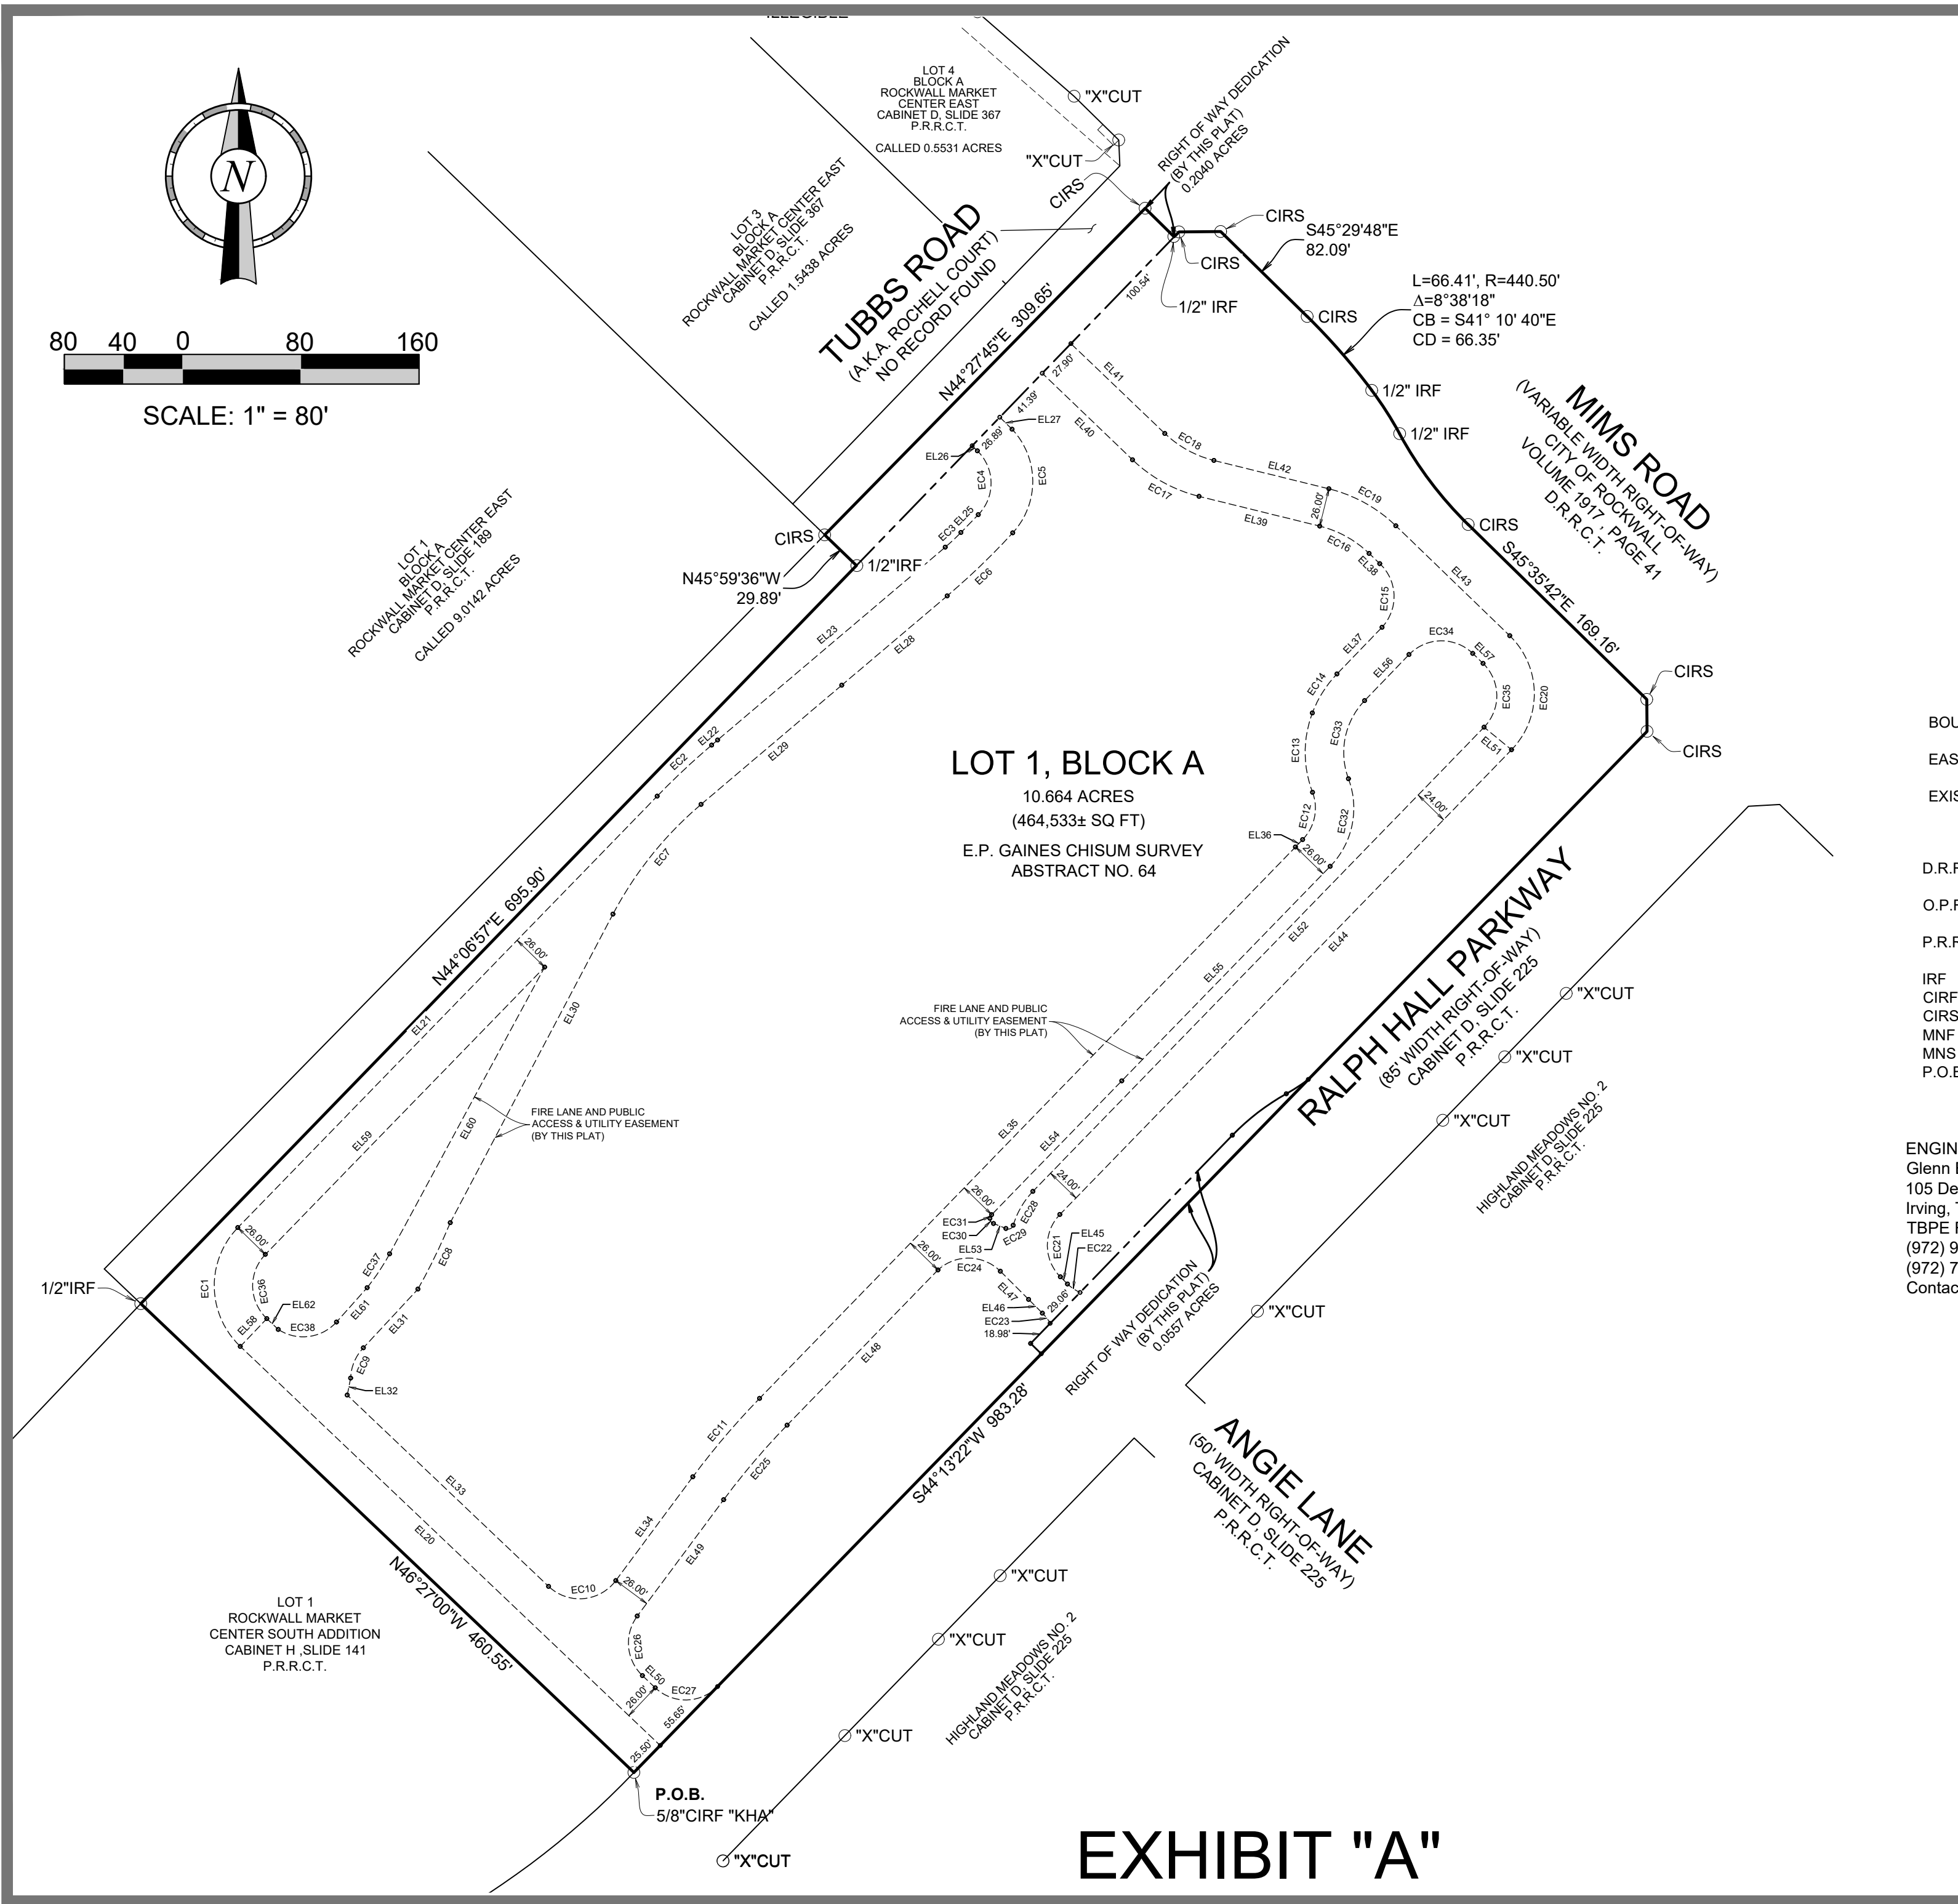 LOT 4
BLOCK A
ROCKWALL MARKET
CENTER EAST
CABINET D, SLIDE 367
P.R.R.C.T.
CALLED 0.5531 ACRES
"X"CUT
"X"CUT
CIRS
RIGHT OF WAY DEDICATION
(BY THIS PLAT)
0.2040 ACRES
N
80 40 0 80 160
SCALE: 1" = 80'
LOT 3
BLOCK A
ROCKWALL MARKET CENTER EAST
CABINET D, SLIDE 367
P.R.R.C.T.
CALLED 1.5438 ACRES
TUBBS ROAD
(A.K.A. ROCHELL COURT)
NO RECORD FOUND
N44°27'45"E 309.65'
CIRS
CIRS
1/2" IRF
S45°29'48"E
82.09'
CIRS
L=66.41', R=440.50'
Δ=8°38'18"
CB = S41° 10' 40"E
CD = 66.35'
1/2" IRF
1/2" IRF
MIMS ROAD
(VARIABLE WIDTH RIGHT-OF-WAY)
CITY OF ROCKWALL
VOLUME 1917, PAGE 41
D.R.R.C.T.
CIRS
S45°35'42"E 169.16'
CIRS
CIRS
100.54'
27.90'
41.39'
26.89'
EL41
EL40
EL27
EL26
EC4
EC5
EC18
EL42
EC17
EL39
26.00'
EC19
EC16
EL38
EL43
EC15
EC3
EL25
EC6
LOT 1
BLOCK A
ROCKWALL MARKET CENTER EAST
CABINET D, SLIDE 189
P.R.R.C.T.
CALLED 9.0142 ACRES
CIRS
1/2"IRF
N45°59'36"W
29.89'
EL23
EL28
EL37
EC34
EL57
EL56
EC14
EC35
EC20
EC33
EC13
EL51
EL22
EC2
EL29
LOT 1, BLOCK A
10.664 ACRES
(464,533± SQ FT)
E.P. GAINES CHISUM SURVEY
ABSTRACT NO. 64
24.00'
EC12
EC32
EL36
26.00'
EC7
N44°06'57"E 695.90'
26.00'
EL21
EL30
EL52
EL44
EL55
FIRE LANE AND PUBLIC
ACCESS & UTILITY EASEMENT
(BY THIS PLAT)
RALPH HALL PARKWAY
(85' WIDTH RIGHT-OF-WAY)
CABINET D, SLIDE 225
P.R.R.C.T.
"X"CUT
"X"CUT
"X"CUT
"X"CUT
HIGHLAND MEADOWS NO. 2
CABINET D, SLIDE 225
P.R.R.C.T.
BOU
EAS
EXIS
D.R.F
O.P.F
P.R.F
IRF
CIRF
CIRS
MNF
MNS
P.O.E
ENGIN
Glenn E
105 De
Irving, T
TBPE F
(972) 9
(972) 7
Contac
FIRE LANE AND PUBLIC
ACCESS & UTILITY EASEMENT
(BY THIS PLAT)
EL59
EL60
EL35
EL54
24.00'
26.00'
EC31
EC30
EL53
EC29
EC28
EC21
EL45
EC22
26.00'
EC24
EL47
EL46
EC23
18.98'
29.06'
RIGHT OF WAY DEDICATION
(BY THIS PLAT)
0.0557 ACRES
26.00'
EC1
EC36
EL62
EL58
EC38
EL61
EC37
EC8
EL31
EC9
EL32
1/2"IRF
EL48
EC11
EC25
S44°13'22"W 983.28'
ANGIE LANE
(50' WIDTH RIGHT-OF-WAY)
CABINET D, SLIDE 225
P.R.R.C.T.
EL33
EL34
EL49
EL20
EC10
26.00'
EC26
EL50
EC27
26.00'
55.65'
25.50'
N46°27'00"W 460.55'
LOT 1
ROCKWALL MARKET
CENTER SOUTH ADDITION
CABINET H ,SLIDE 141
P.R.R.C.T.
"X"CUT
"X"CUT
"X"CUT
"X"CUT
HIGHLAND MEADOWS NO. 2
CABINET D, SLIDE 225
P.R.R.C.T.
P.O.B.
5/8"CIRF "KHA"
EXHIBIT "A"